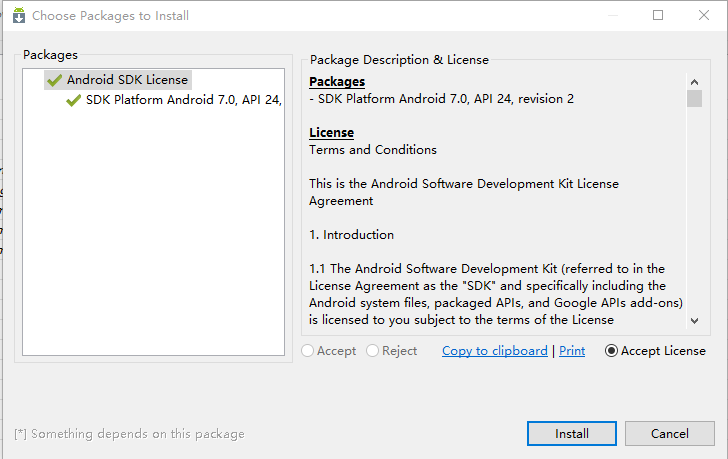 Choose Packages to Install
Packages
Android SDK License
SDK Platform Android 7.0, API 24,
Package Description & License
Packages
- SDK Platform Android 7.0, API 24, revision 2
License
Terms and Conditions
This is the Android Software Development Kit License
Agreement
1. Introduction
1.1 The Android Software Development Kit (referred to in the
License Agreement as the "SDK" and specifically including the
Android system files, packaged APIs, and Google APIs add-ons)
is licensed to you subject to the terms of the License
Accept Reject Copy to clipboard | Print Accept License
[*] Something depends on this package
Install Cancel